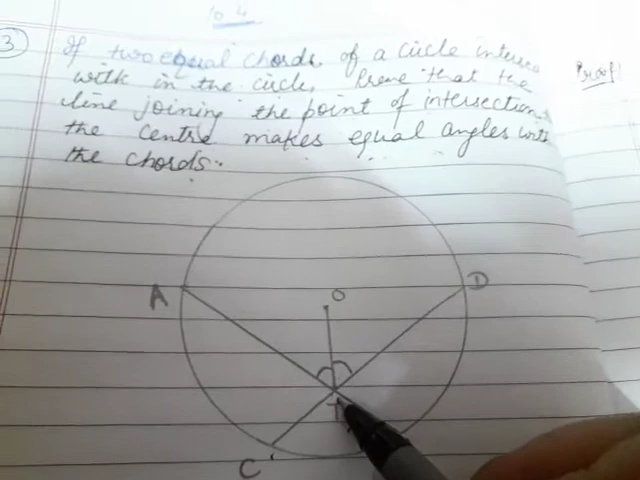 10.4
3 If two equal chords of a circle intersec
with in the circle, Prove that the
line joining the point of intersection &
the centre makes equal angles with
the chords.
Proof!
A
O
D
C